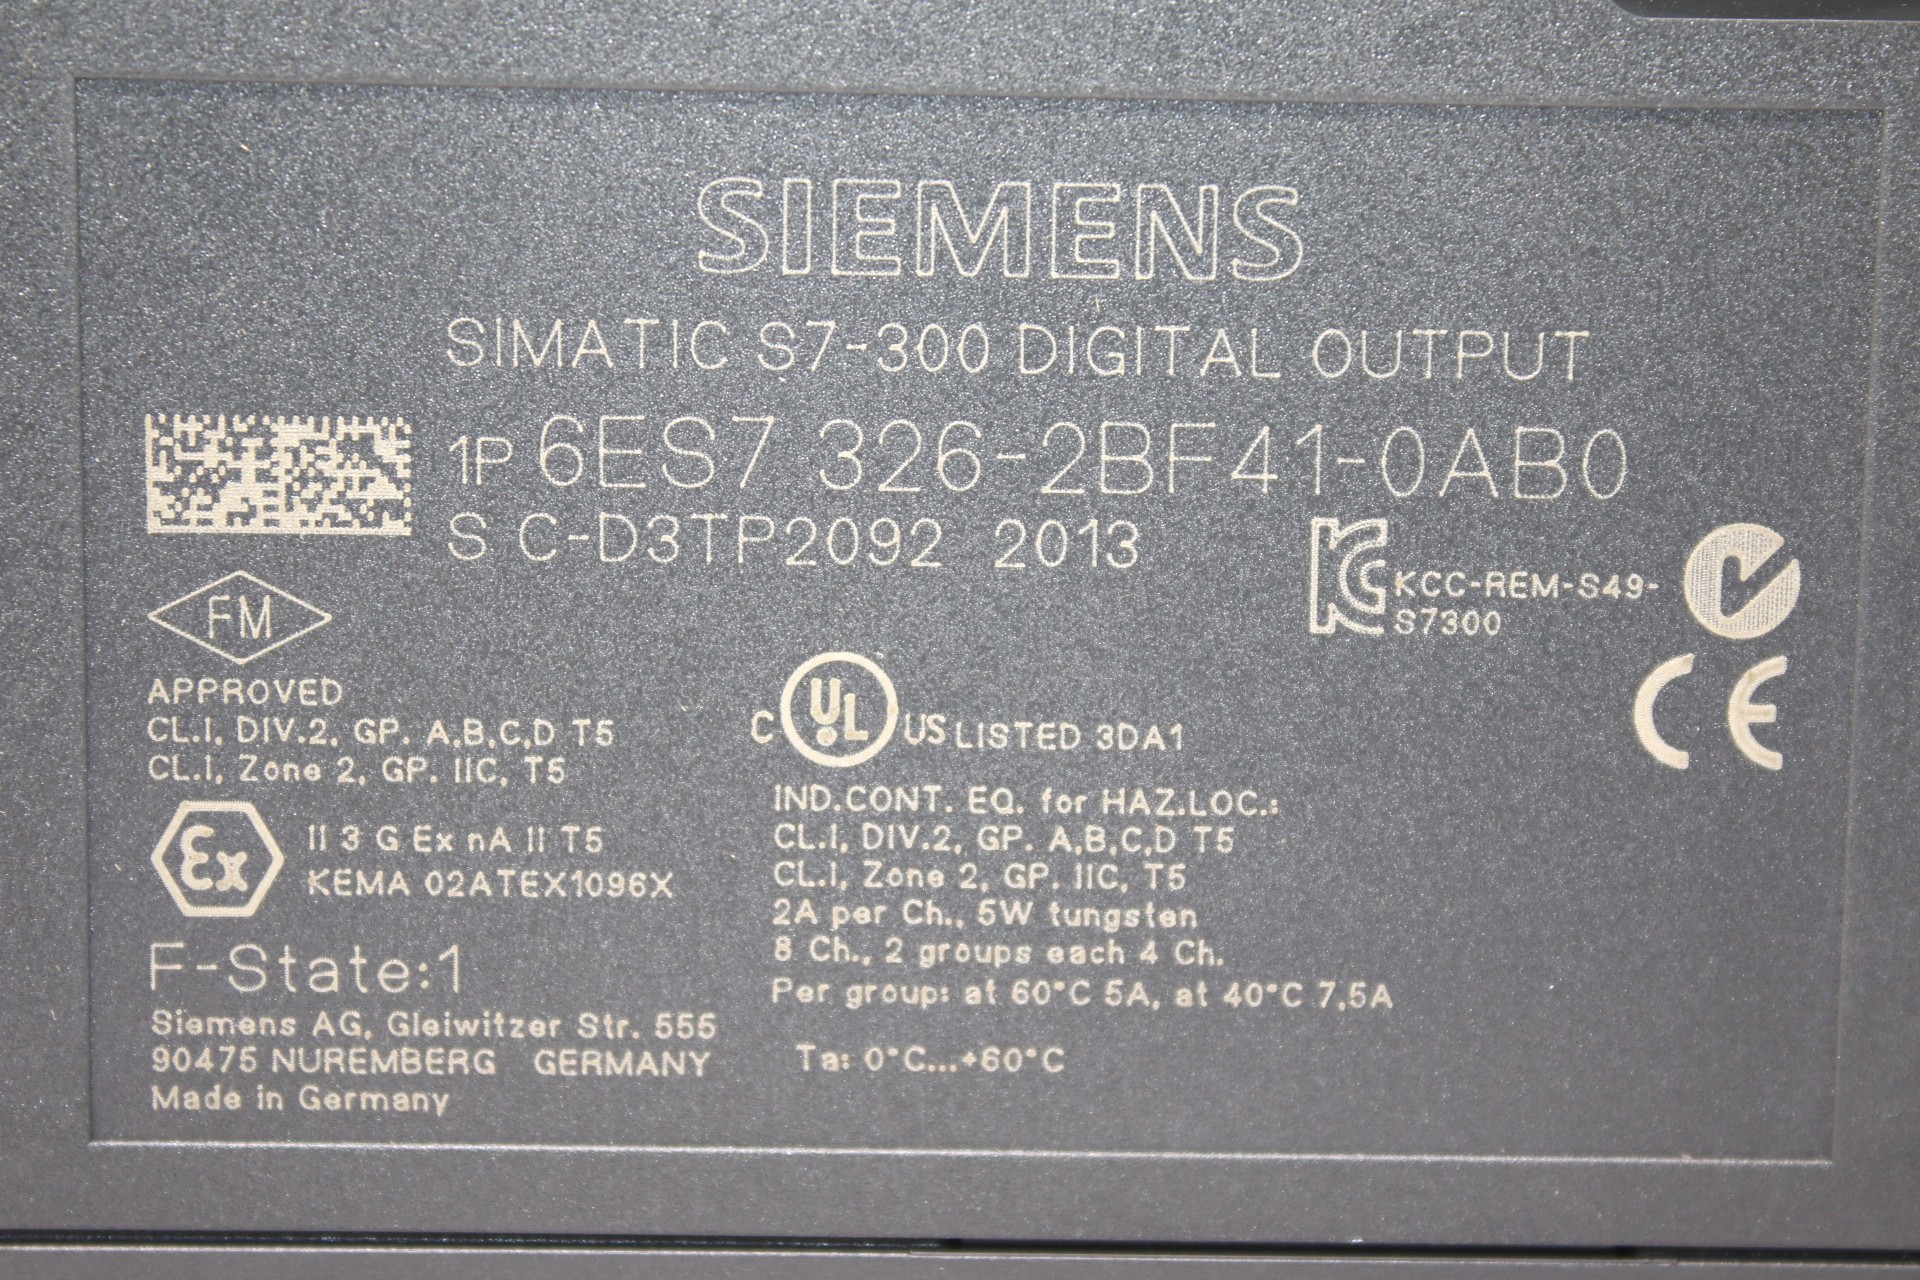 SIEMENS
SIMATIC S7-300 DIGITAL OUTPUT
1P 6ES7 326-2BF41-0AB0
S C-D3TP2092 2013
KCC-REM-S49-
S7300
FM
APPROVED
CL.I, DIV.2, GP. A,B,C,D T5
CL.I, Zone 2, GP. IIC, T5
Ex
II 3 G Ex nA II T5
KEMA 02ATEX1096X
F-State:1
Siemens AG, Gleiwitzer Str. 555
90475 NUREMBERG GERMANY
Made in Germany
C UL US LISTED 3DA1
IND.CONT. EQ. for HAZ.LOC.:
CL.I, DIV.2, GP. A,B,C,D T5
CL.I, Zone 2, GP. IIC, T5
2A per Ch., 5W tungsten
8 Ch., 2 groups each 4 Ch.
Per group: at 60°C 5A, at 40°C 7,5A
Ta: 0°C...+60°C
CE